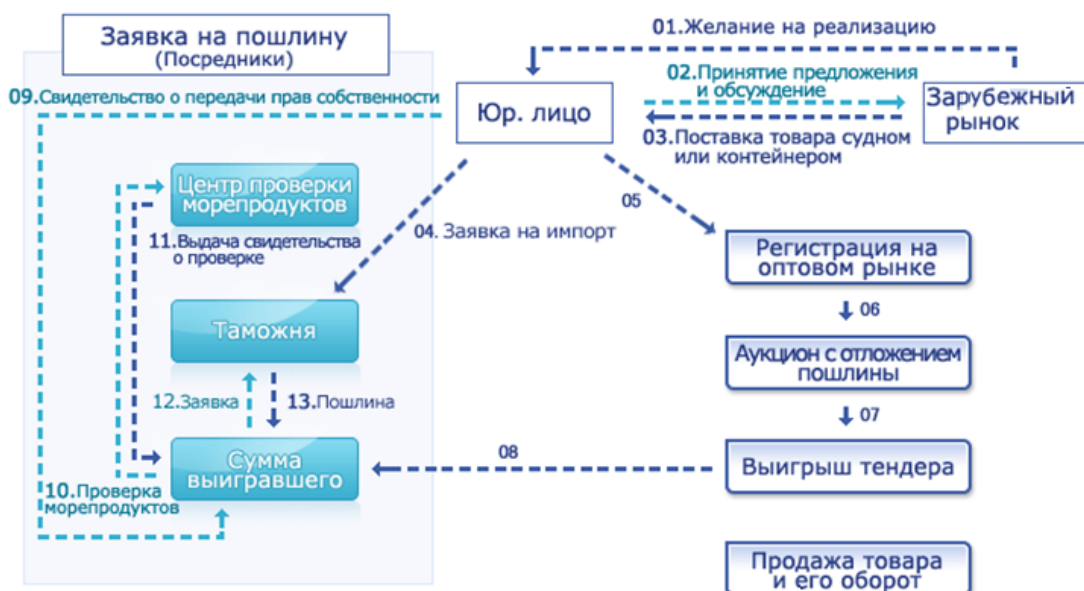 Заявка на пошлину
(Посредники)
01.Желание на реализацию
02.Принятие предложения
и обсуждение
09.Свидетельство о передачи прав собственности
Юр. лицо
Зарубежный
рынок
03.Поставка товара судном
или контейнером
Центр проверки
морепродуктов
05
04. Заявка на импорт
11.Выдача свидетельства
о проверке
Регистрация на
оптовом рынке
06
Таможня
Аукцион с отложением
пошлины
12.Заявка
13.Пошлина
07
Сумма
выигравшего
08
Выигрыш тендера
10.Проверка
морепродуктов
Продажа товара
и его оборот